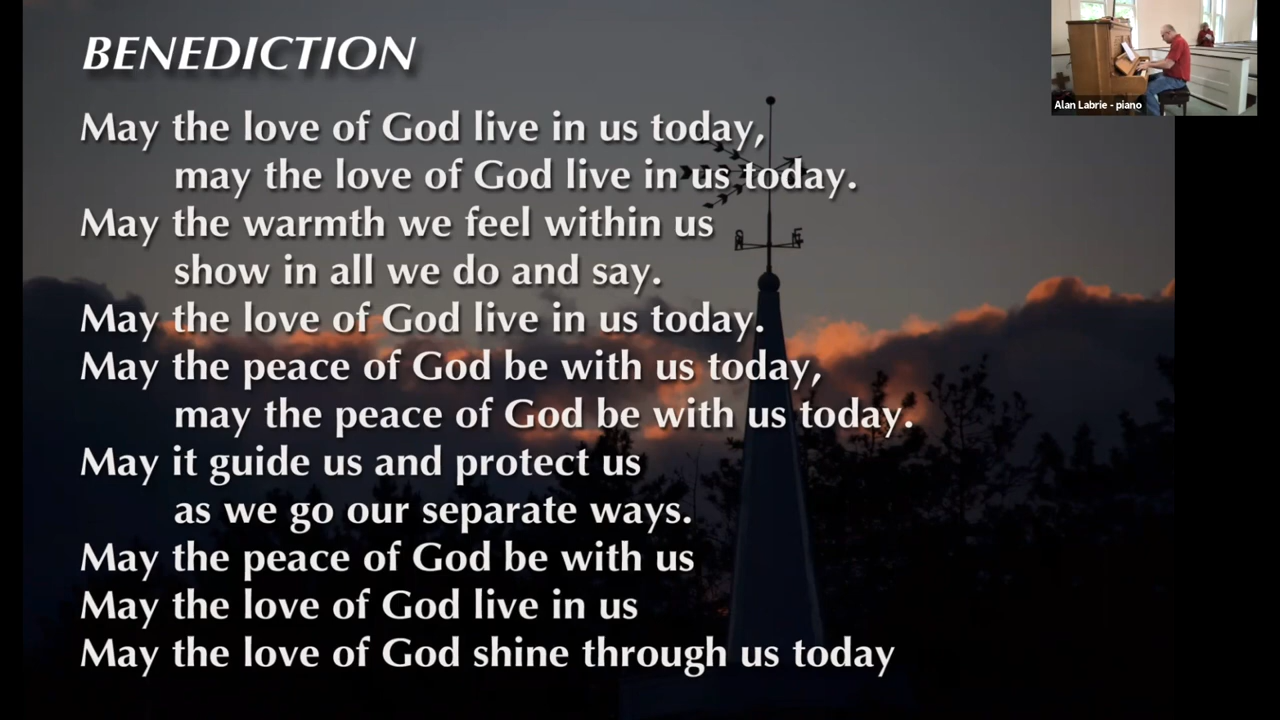 BENEDICTION
Alan Labrie - piano
May the love of God live in us today,
may the love of God live in us today.
May the warmth we feel within us
show in all we do and say.
May the love of God live in us today.
May the peace of God be with us today,
may the peace of God be with us today.
May it guide us and protect us
as we go our separate ways.
May the peace of God be with us
May the love of God live in us
May the love of God shine through us today